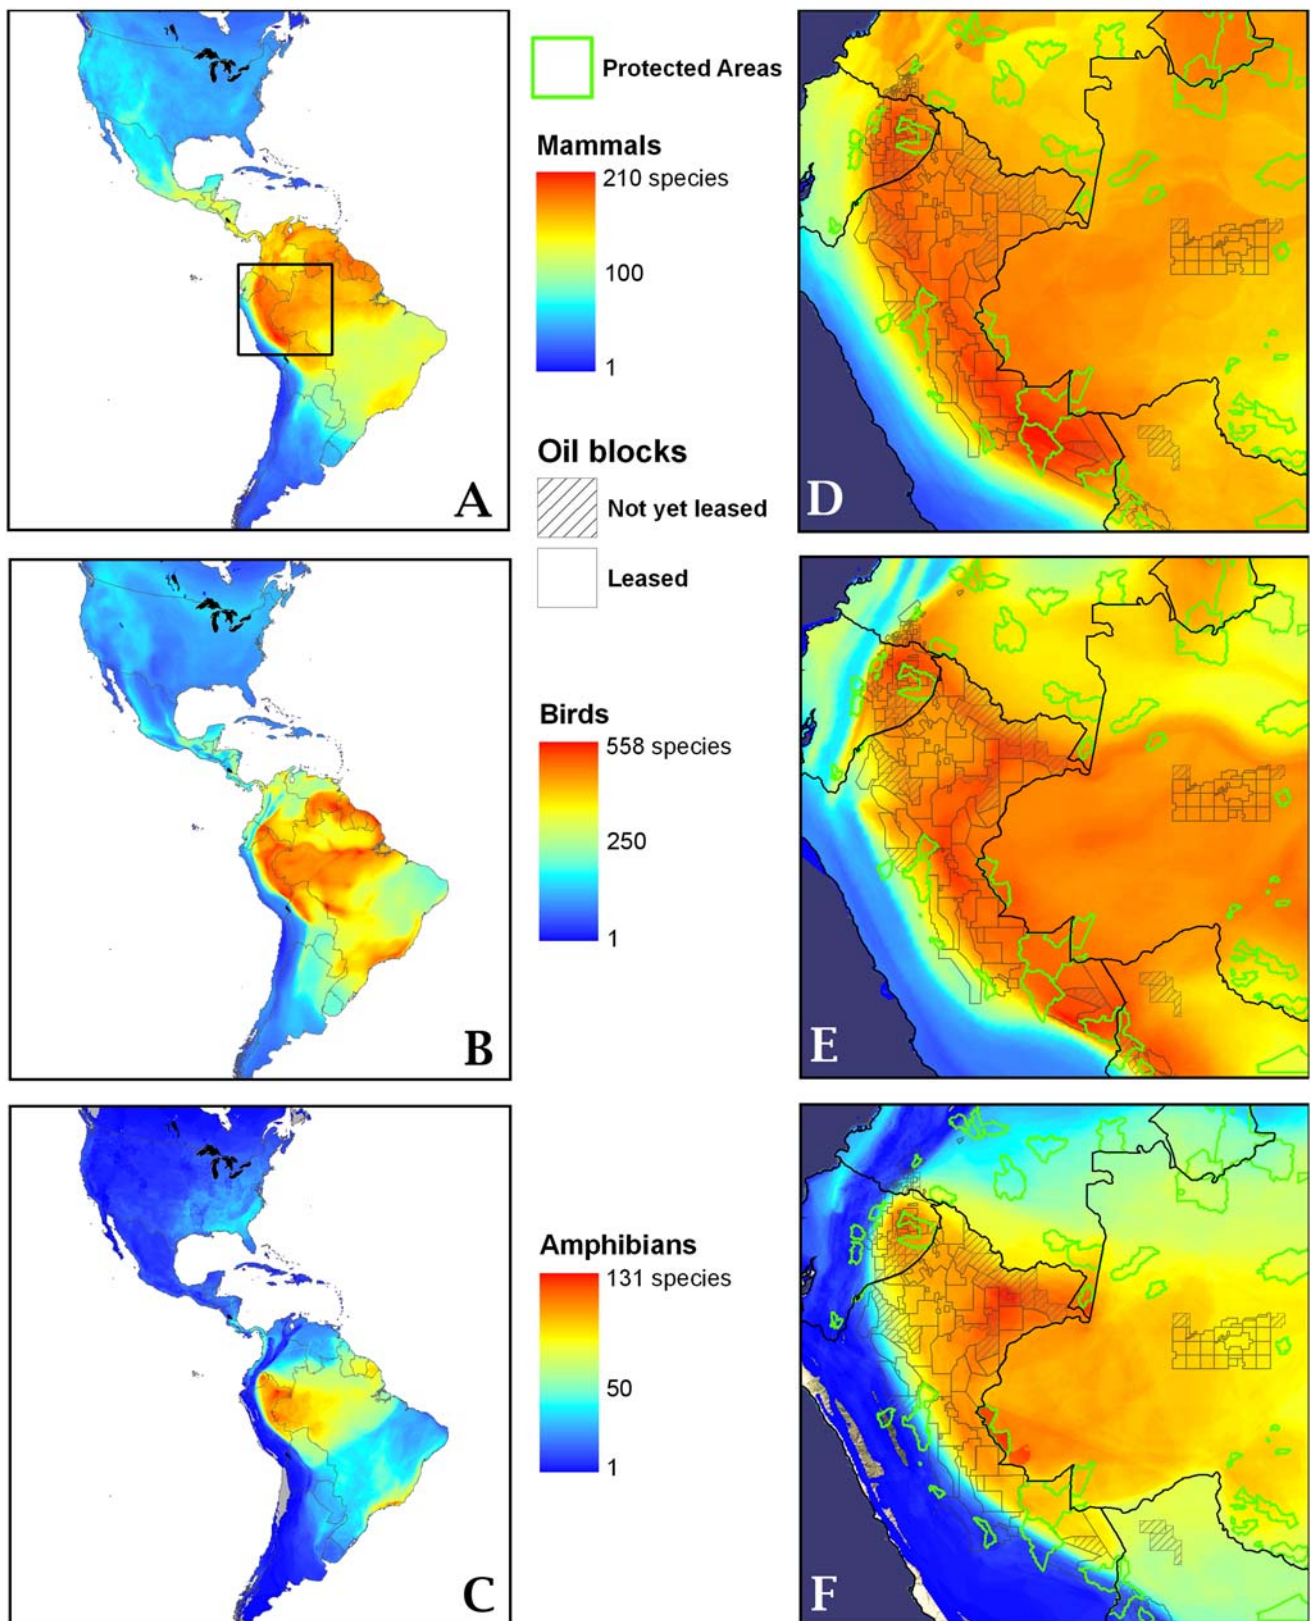 A
Protected Areas
Mammals
210 species
100
1
Oil blocks
Not yet leased
Leased
D
B
Birds
558 species
250
1
E
C
Amphibians
131 species
50
1
F